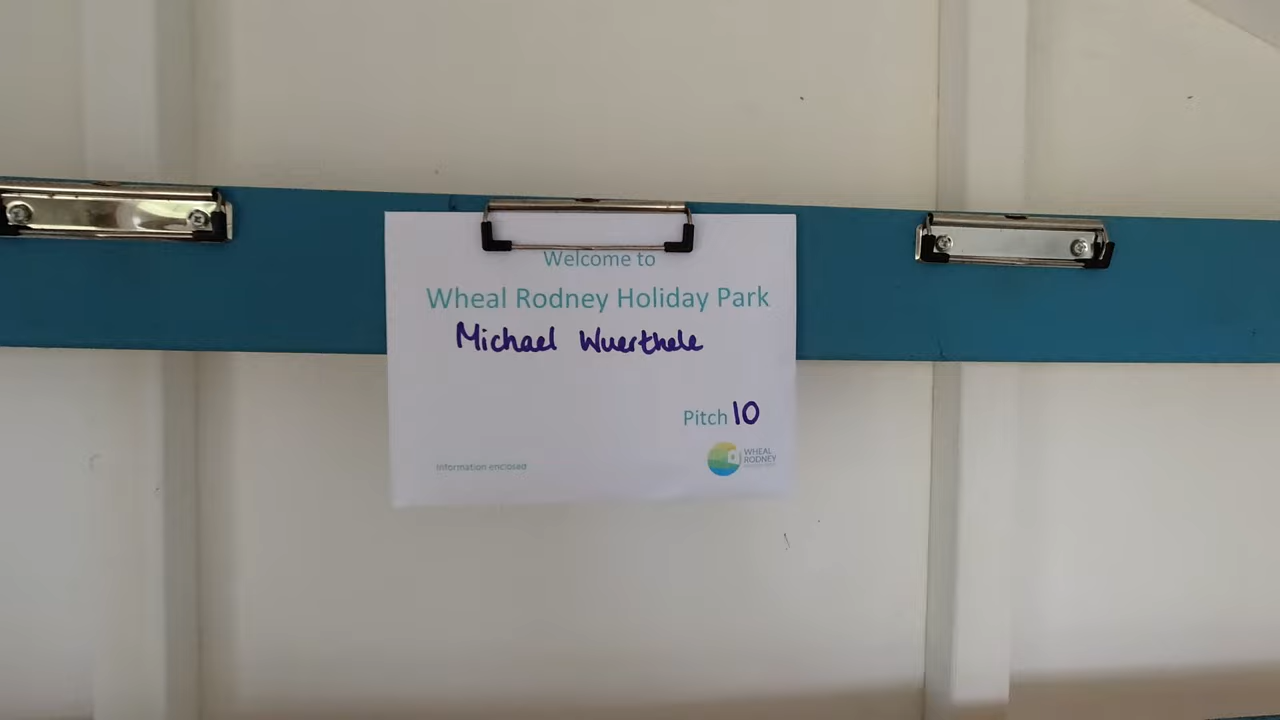 Welcome to
Wheal Rodney Holiday Park
Michael Wuerthele
Pitch 10
Information enclosed
WHEAL
RODNEY